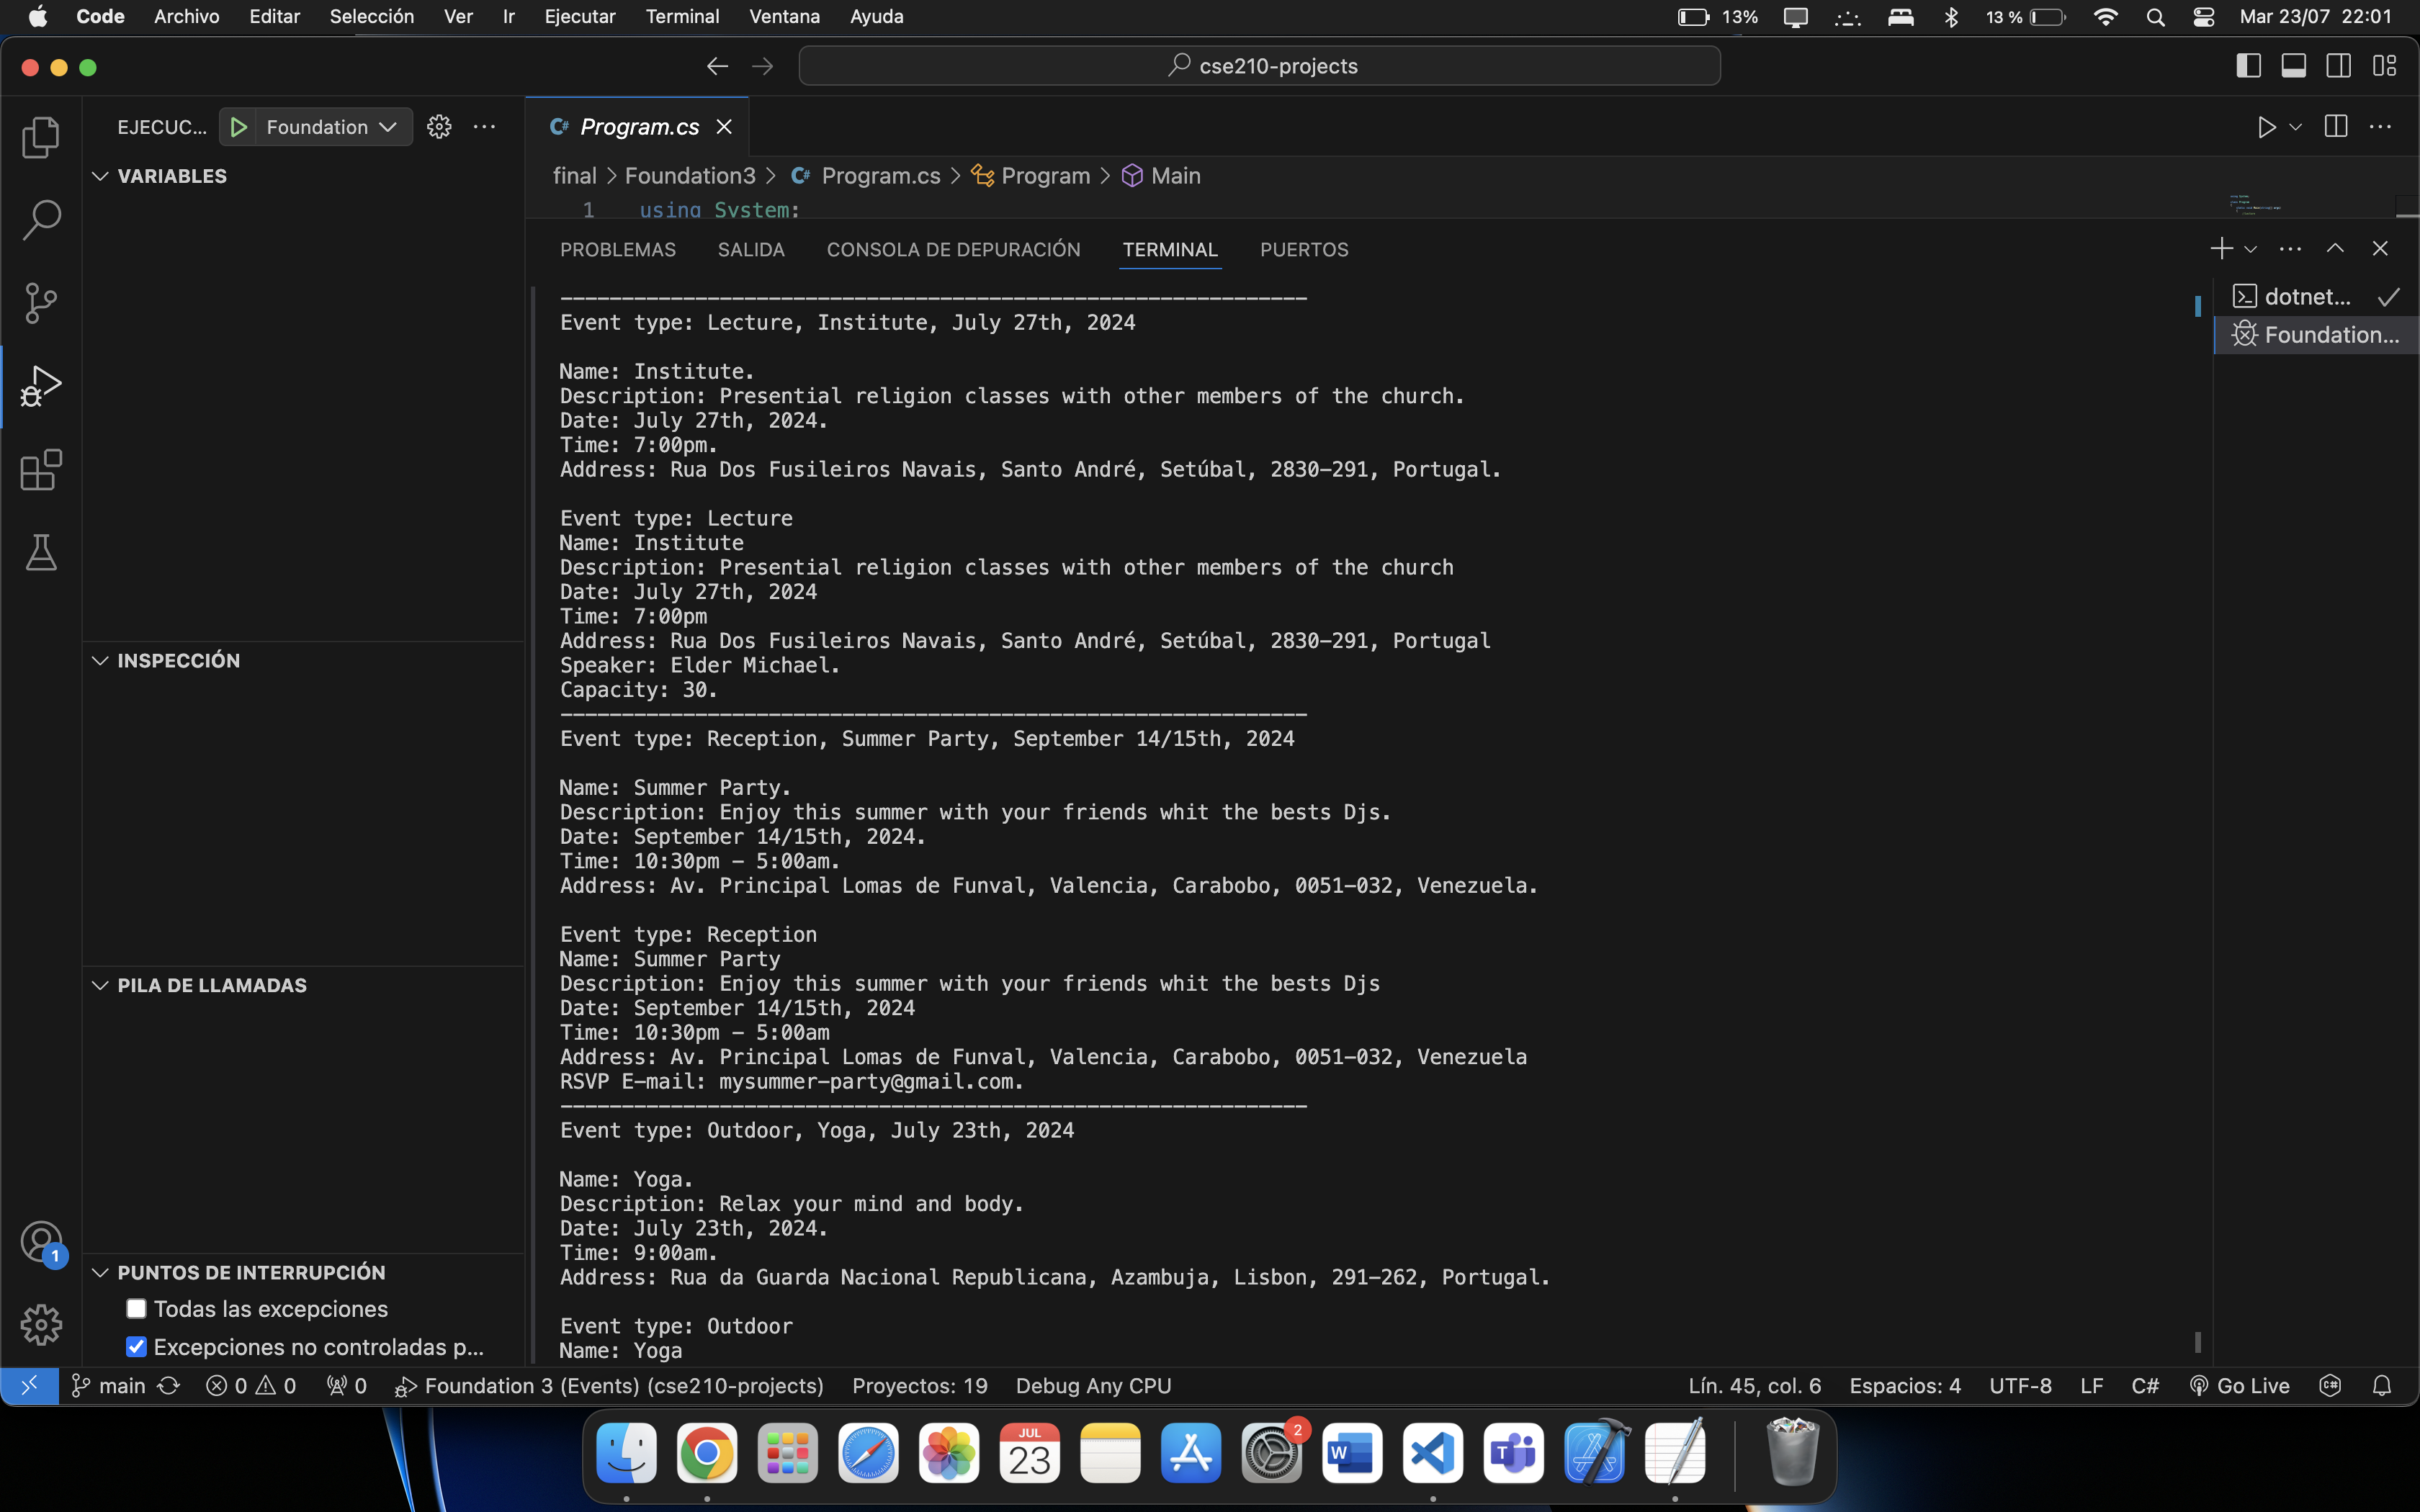 Code Archivo Editar Selección Ver Ir Ejecutar Terminal Ventana Ayuda 13% 13 % Mar 23/07 22:01
cse210-projects
EJECUC... Foundation
Program.cs
VARIABLES
final > Foundation3 > Program.cs > Program > Main
1 using System;
PROBLEMAS SALIDA CONSOLA DE DEPURACIÓN TERMINAL PUERTOS
dotnet...
Foundation...
------------------------------------------------------------
Event type: Lecture, Institute, July 27th, 2024
Name: Institute.
Description: Presential religion classes with other members of the church.
Date: July 27th, 2024.
Time: 7:00pm.
Address: Rua Dos Fusileiros Navais, Santo André, Setúbal, 2830-291, Portugal.
Event type: Lecture
Name: Institute
Description: Presential religion classes with other members of the church
Date: July 27th, 2024
Time: 7:00pm
Address: Rua Dos Fusileiros Navais, Santo André, Setúbal, 2830-291, Portugal
Speaker: Elder Michael.
Capacity: 30.
------------------------------------------------------------
Event type: Reception, Summer Party, September 14/15th, 2024
Name: Summer Party.
Description: Enjoy this summer with your friends whit the bests Djs.
Date: September 14/15th, 2024.
Time: 10:30pm - 5:00am.
Address: Av. Principal Lomas de Funval, Valencia, Carabobo, 0051-032, Venezuela.
Event type: Reception
Name: Summer Party
Description: Enjoy this summer with your friends whit the bests Djs
Date: September 14/15th, 2024
Time: 10:30pm - 5:00am
Address: Av. Principal Lomas de Funval, Valencia, Carabobo, 0051-032, Venezuela
RSVP E-mail: mysummer-party@gmail.com.
------------------------------------------------------------
Event type: Outdoor, Yoga, July 23th, 2024
Name: Yoga.
Description: Relax your mind and body.
Date: July 23th, 2024.
Time: 9:00am.
Address: Rua da Guarda Nacional Republicana, Azambuja, Lisbon, 291-262, Portugal.
Event type: Outdoor
Name: Yoga
INSPECCIÓN
PILA DE LLAMADAS
PUNTOS DE INTERRUPCIÓN
Todas las excepciones
Excepciones no controladas p...
1
main 0 0 0 Foundation 3 (Events) (cse210-projects) Proyectos: 19 Debug Any CPU Lín. 45, col. 6 Espacios: 4 UTF-8 LF C# Go Live
JUL
23
2
W
T